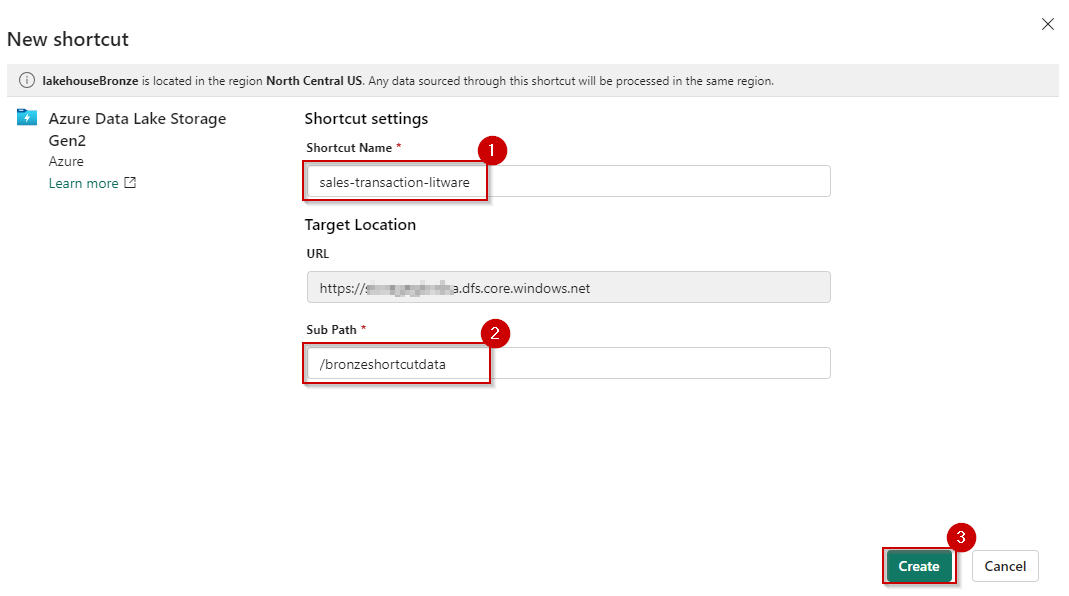 New shortcut
lakehouseBronze is located in the region North Central US. Any data sourced through this shortcut will be processed in the same region.
Azure Data Lake Storage
Gen2
Azure
Learn more
Shortcut settings
Shortcut Name *
1
sales-transaction-litware
Target Location
URL
https:// a.dfs.core.windows.net
Sub Path *
2
/bronzeshortcutdata
3
Create
Cancel